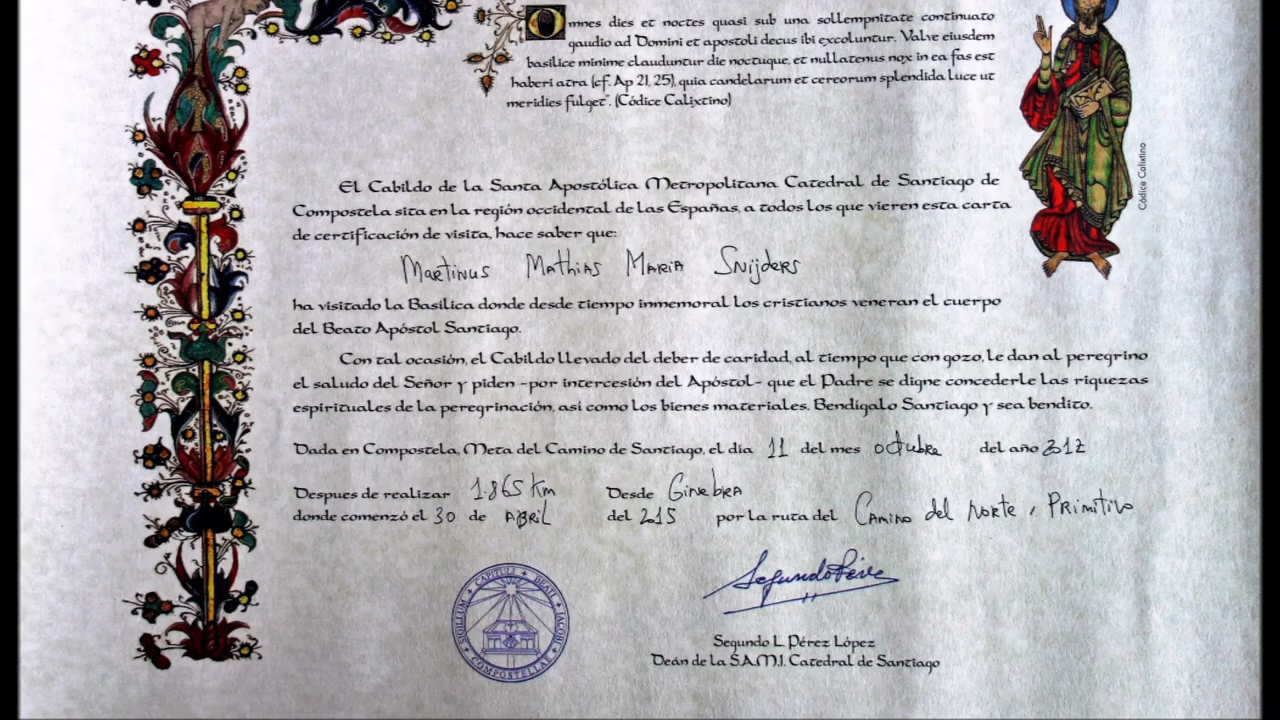 Omnes dies et noctes quasi sub una sollempnitate continuato
gaudio ad Domini et apostoli decus ibi excoluntur. Valve eiusdem
basilice minime clauduntur die noctuque, et nullatenus nox in ea fas est
haberi atra (cf. Ap 21, 25), quia candelarum et cereorum splendida luce ut
meridies fulget”. (Códice Calixtino)
Códice Calixtino
El Cabildo de la Santa Apostólica Metropolitana Catedral de Santiago de
Compostela sita en la región occidental de las Españas, a todos los que vieren esta carta
de certificación de visita, hace saber que:
Martinus Mathias Maria Snijders
ha visitado la Basílica donde desde tiempo inmemoral los cristianos veneran el cuerpo
del Beato Apóstol Santiago.
Con tal ocasión, el Cabildo llevado del deber de caridad, al tiempo que con gozo, le dan al peregrino
el saludo del Señor y piden -por intercesión del Apóstol- que el Padre se digne concederle las riquezas
espirituales de la peregrinación, así como los bienes materiales. Bendígalo Santiago y sea bendito.
Dada en Compostela, Meta del Camino de Santiago, el día 11 del mes octubre del año
Despues de realizar 1.865 Km Desde Ginebra
donde comenzó el 30 de ABRIL del 2015 por la ruta del Camino del Norte, Primitivo
SIGILLUM CAPITULI BEATI JACOBI COMPOSTELLAE
Segundo L. Pérez López
Deán de la S.A.M.I. Catedral de Santiago